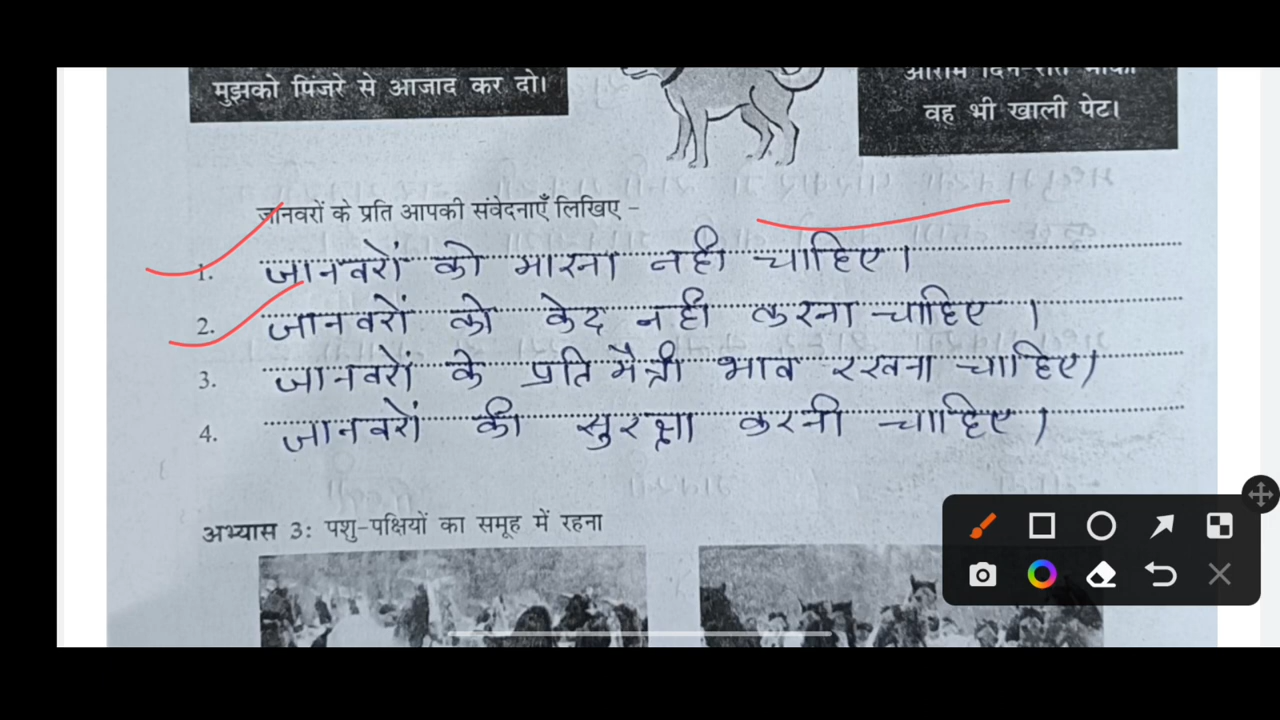 मुझको पिंजरे से आजाद कर दो।
आराम दिन-रात
वह भी खाली पेट।
जानवरों के प्रति आपकी संवेदनाएँ लिखिए -
1. जानवरों को मारना नही चाहिए।
2. जानवरों को केद नही करना चाहिए ।
3. जानवरों के प्रति मैत्री भाव रखना चाहिए।
4. जानवरों की सुरक्षा करनी चाहिए ।
अभ्यास 3: पशु-पक्षियों का समूह में रहना